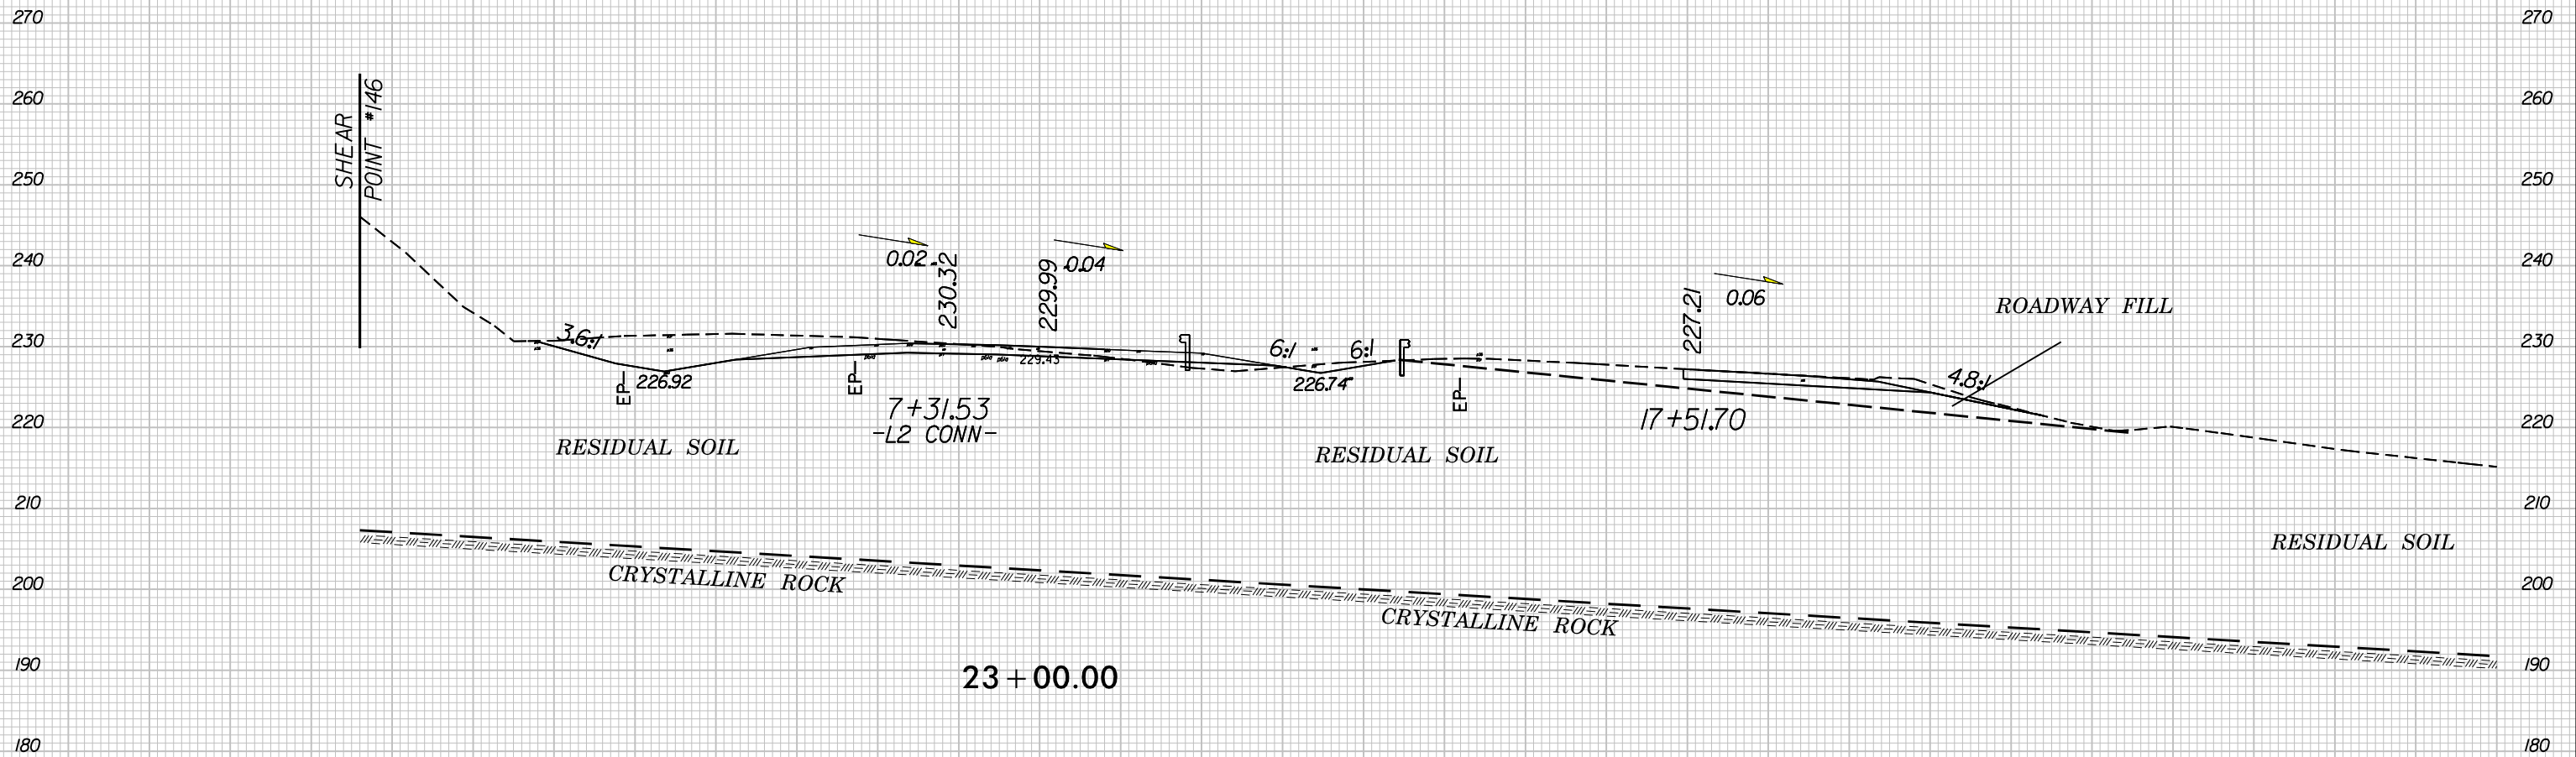 270 270
260 260
250 250
240 240
230 230
220 220
210 210
200 200
190 190
180 180
SHEAR
POINT #146
0.02
230.32
229.99
0.04
227.21
0.06
ROADWAY FILL
3.6:1
229.43
6:1
6:1
4.8:1
EP
226.92
EP
226.74
EP
7+31.53
-L2 CONN-
17+51.70
RESIDUAL SOIL
RESIDUAL SOIL
RESIDUAL SOIL
CRYSTALLINE ROCK
CRYSTALLINE ROCK
23+00.00